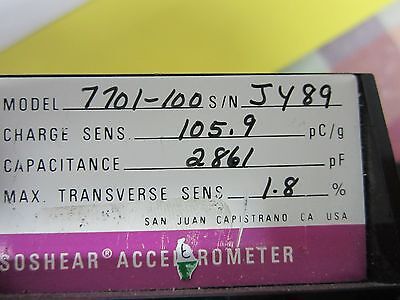 MODEL 7701-100 S/N JY89
CHARGE SENS. 105.9 pC/g
CAPACITANCE 2861 pF
MAX. TRANSVERSE SENS 1.8 %
SAN JUAN CAPISTRANO CA USA
SOSHEAR® ACCELEROMETER